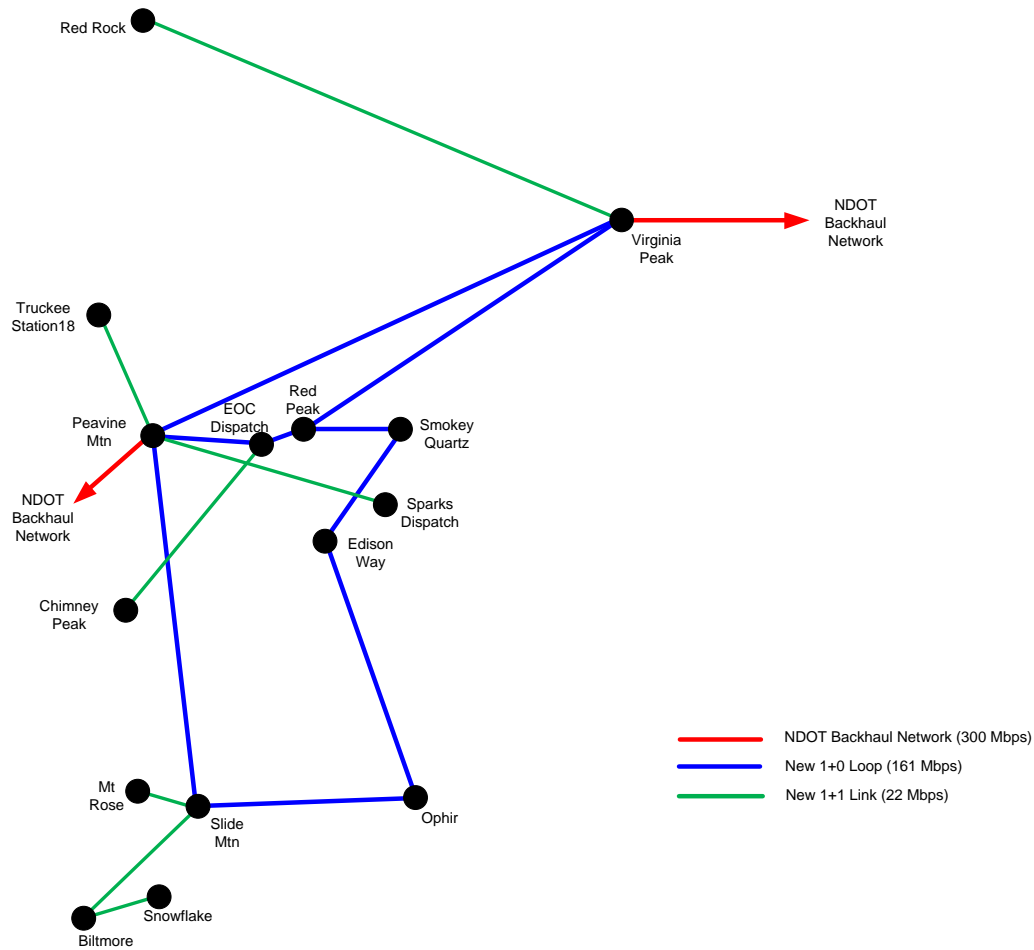 Red Rock
NDOT
Backhaul
Network
Virginia
Peak
Truckee
Station18
Red
Peak
EOC
Dispatch
Peavine
Mtn
Smokey
Quartz
NDOT
Backhaul
Network
Sparks
Dispatch
Edison
Way
Chimney
Peak
NDOT Backhaul Network (300 Mbps)
New 1+0 Loop (161 Mbps)
New 1+1 Link (22 Mbps)
Mt
Rose
Slide
Mtn
Ophir
Snowflake
Biltmore